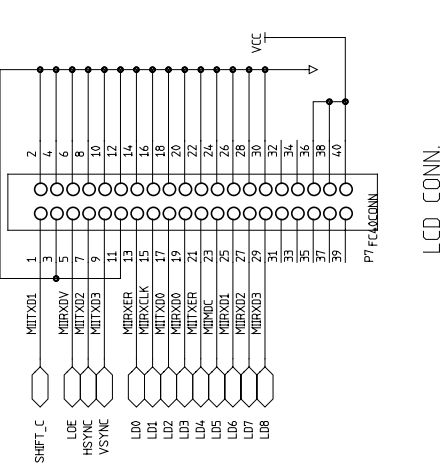 VCC
2
4
6
8
10
12
14
16
18
20
22
24
26
28
30
32
34
36
38
40
1
3
5
7
9
11
13
15
17
19
21
23
25
27
29
31
33
35
37
39
P7 FC40CONN
MIITXD1
MIIRXDV
MIITXD2
MIITXD3
MIIRXER
MIIRXCLK
MIITXD0
MIIRXD0
MIITXER
MIIMDC
MIIRXD1
MIIRXD2
MIIRXD3
SHIFT_C
LOE
HSYNC
VSYNC
LD0
LD1
LD2
LD3
LD4
LD5
LD6
LD7
LD8
LCD CONN.